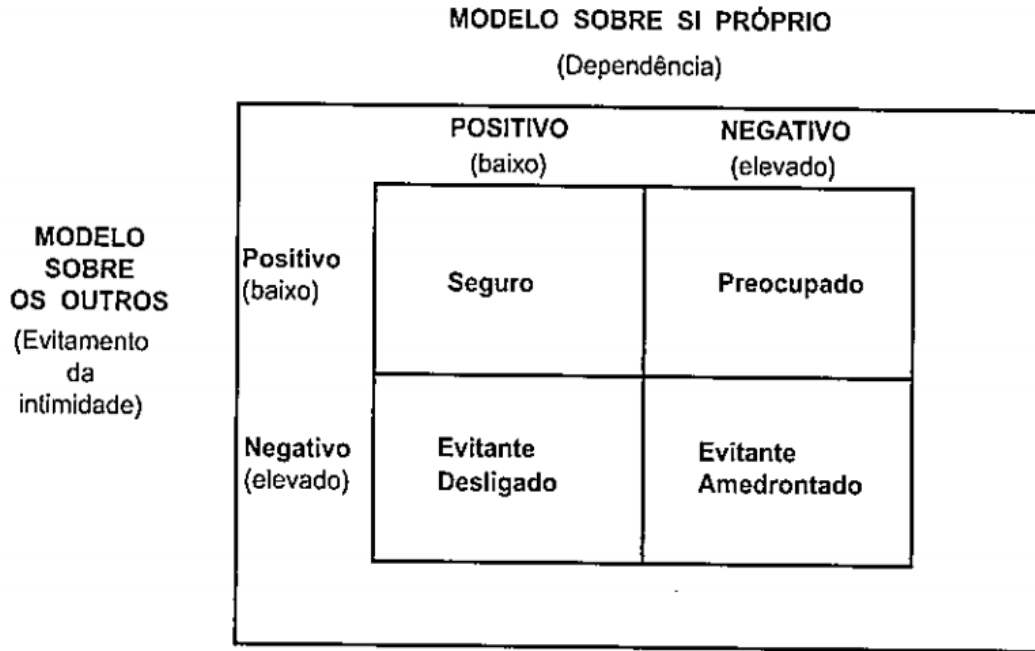 MODELO SOBRE SI PRÓPRIO
(Dependência)
POSITIVO
(baixo)
NEGATIVO
(elevado)
MODELO
SOBRE
OS OUTROS
(Evitamento
da
intimidade)
Positivo
(baixo)
Seguro
Preocupado
Negativo
(elevado)
Evitante
Desligado
Evitante
Amedrontado